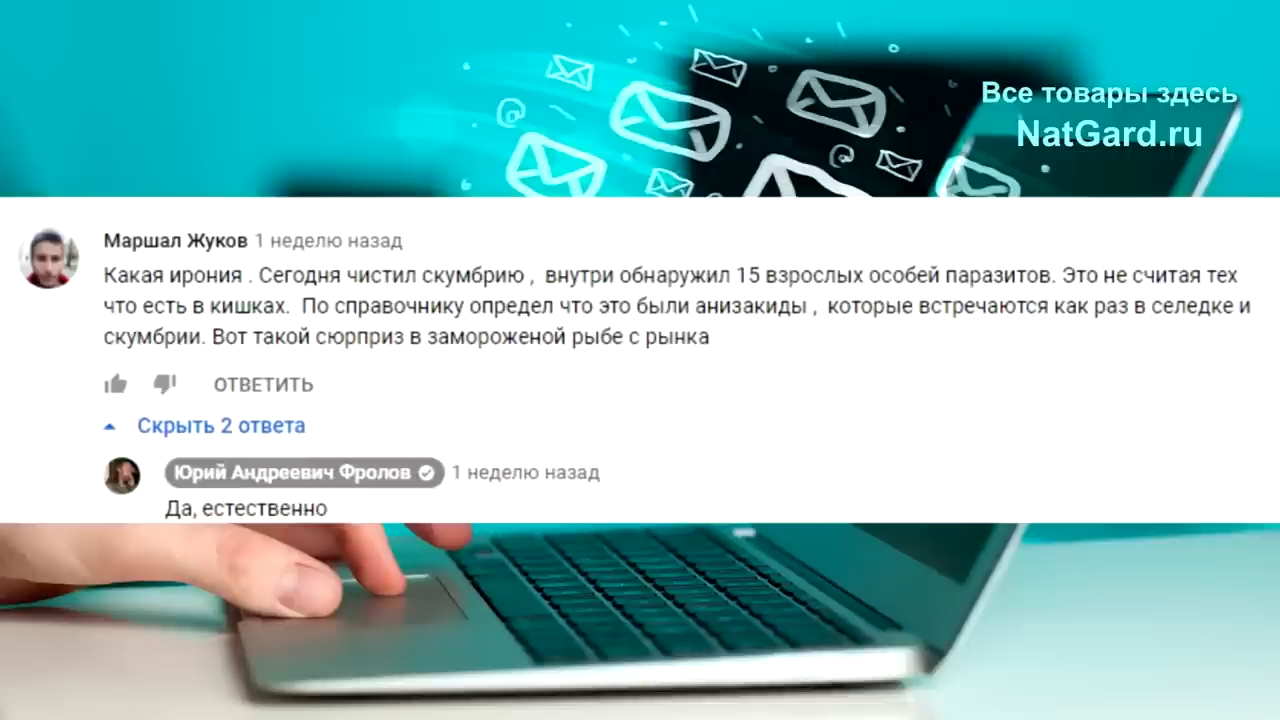 Все товары здесь
NatGard.ru
Маршал Жуков 1 неделю назад
Какая ирония . Сегодня чистил скумбрию , внутри обнаружил 15 взрослых особей паразитов. Это не считая тех
что есть в кишках. По справочнику определ что это были анизакиды , которые встречаются как раз в селедке и
скумбрии. Вот такой сюрприз в замороженой рыбе с рынка
ОТВЕТИТЬ
Скрыть 2 ответа
Юрий Андреевич Фролов 1 неделю назад
Да, естественно